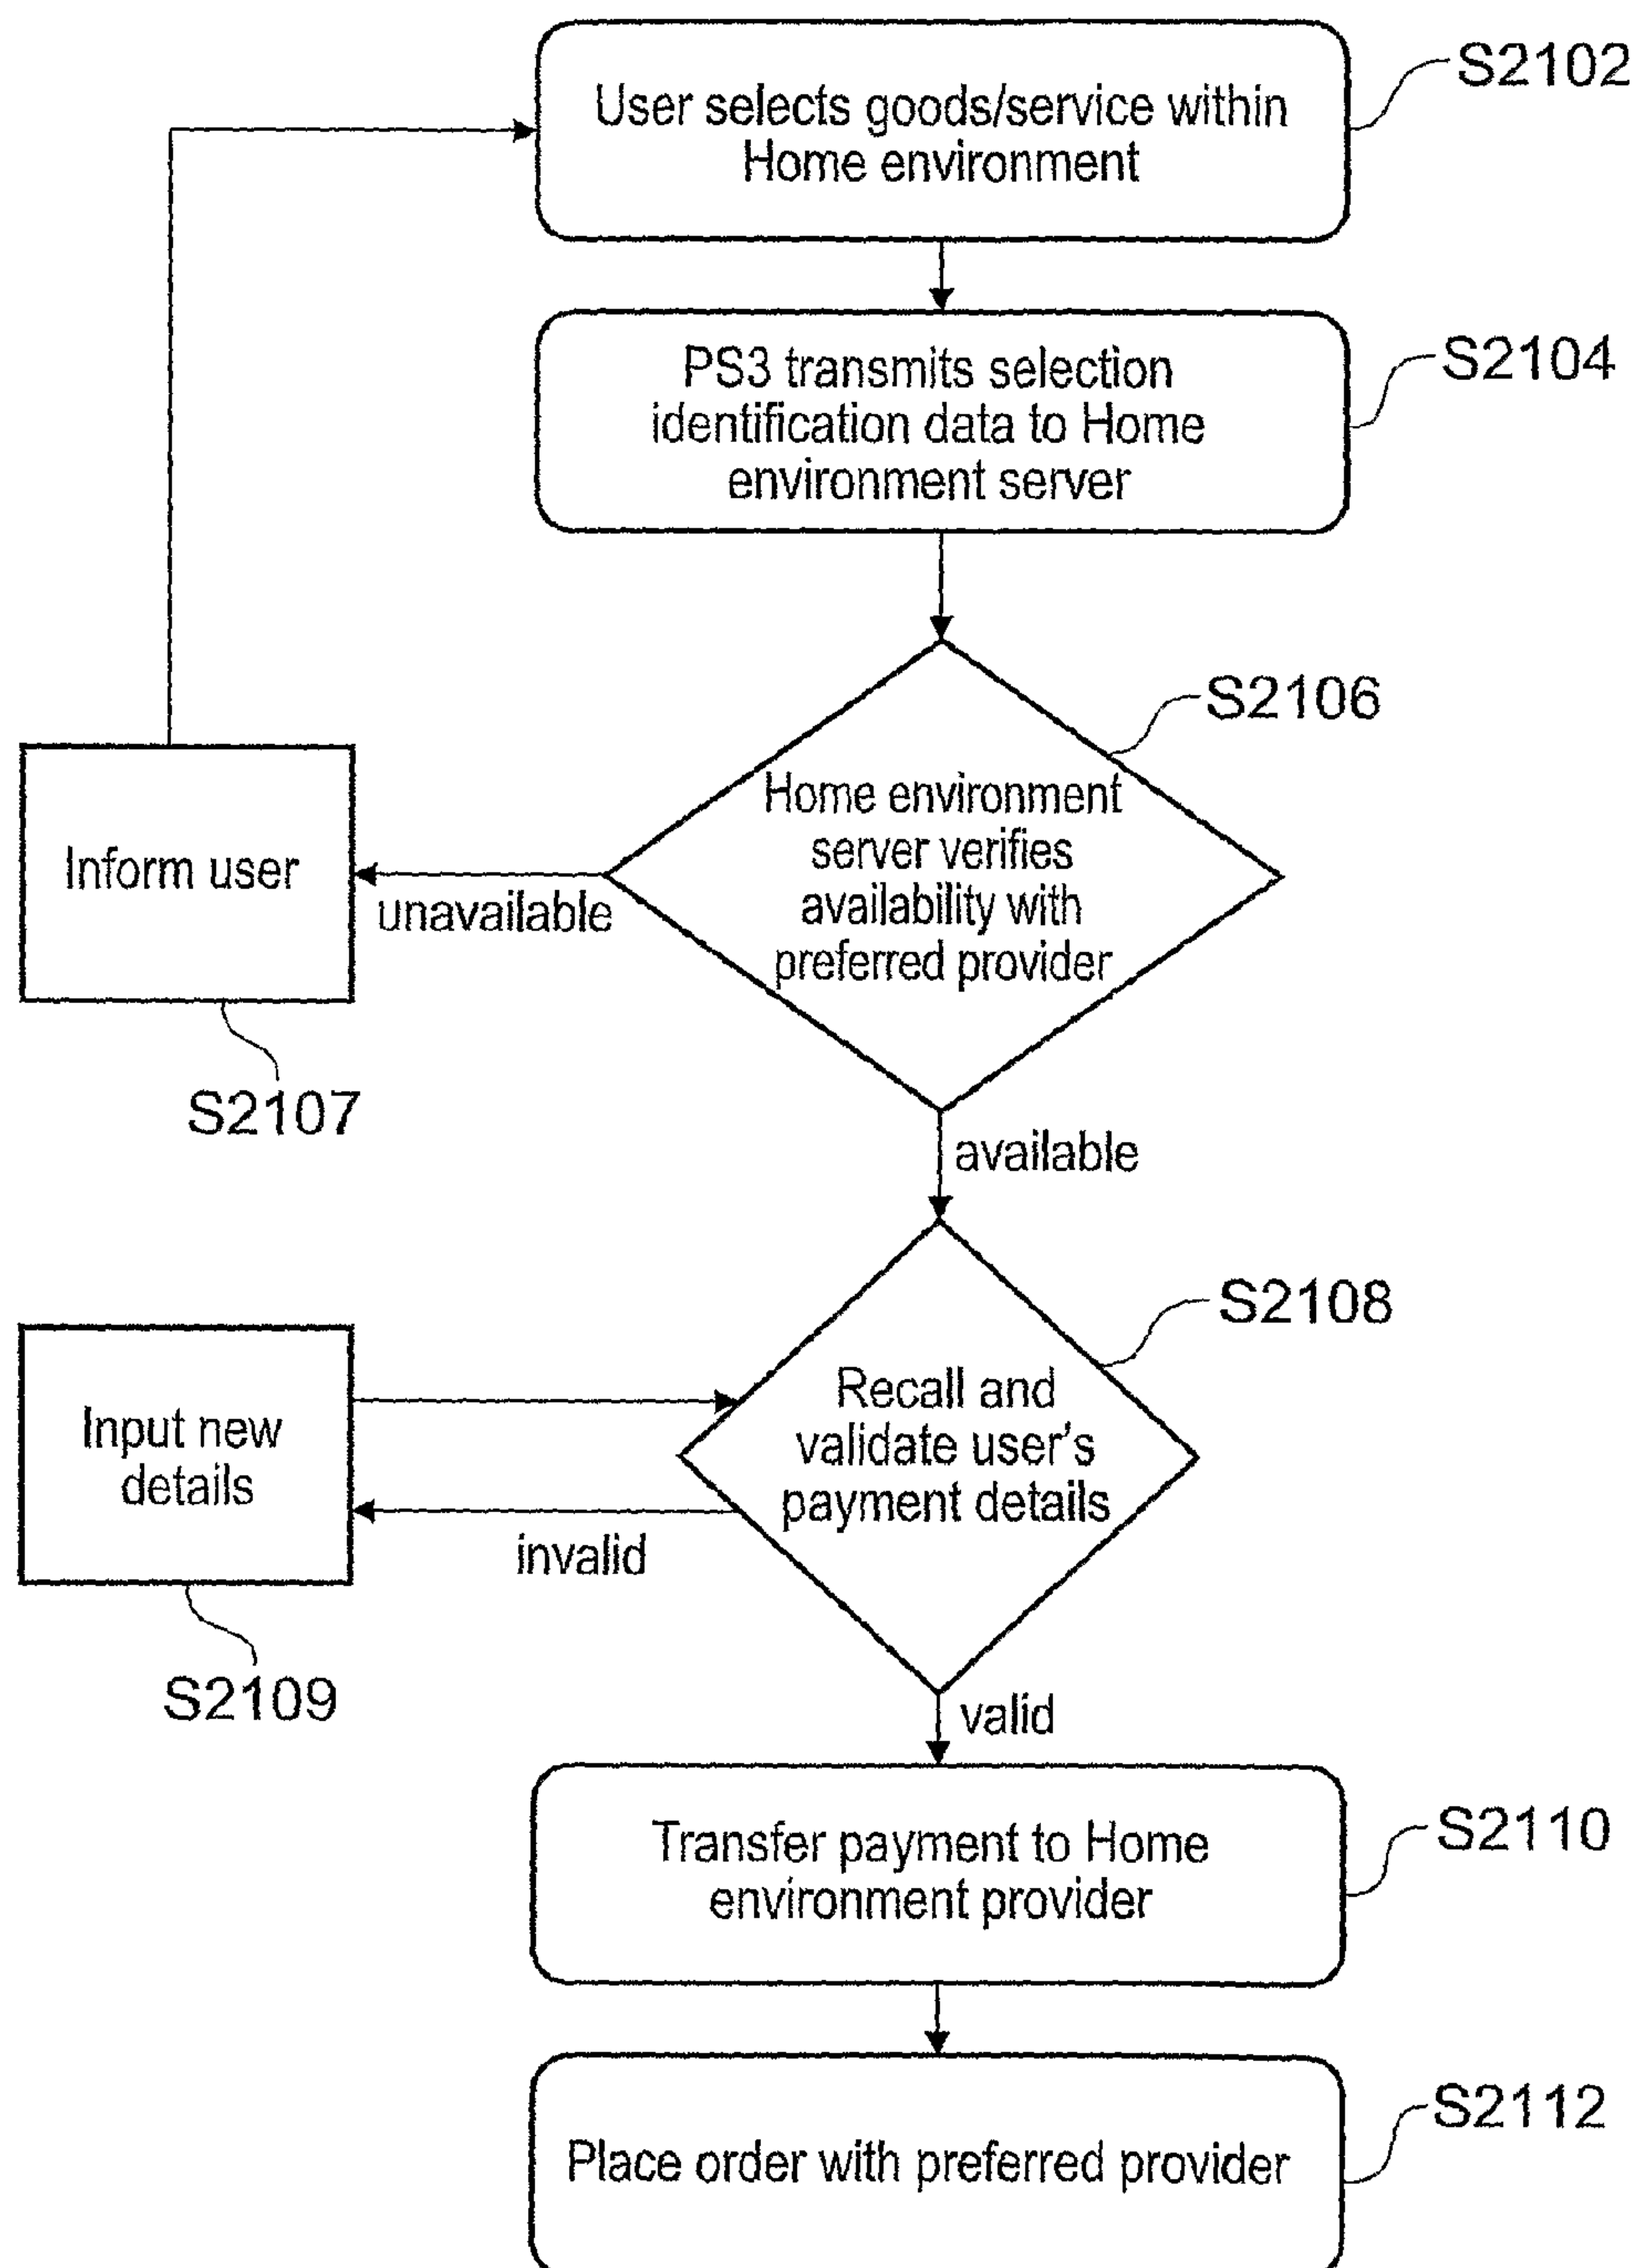 User selects goods/service within
Home environment
S2102
PS3 transmits selection
identification data to Home
environment server
S2104
Home environment
server verifies
availability with
preferred provider
S2106
unavailable
Inform user
S2107
available
Recall and
validate user's
payment details
S2108
Input new
details
invalid
S2109
valid
Transfer payment to Home
environment provider
S2110
Place order with preferred provider
S2112